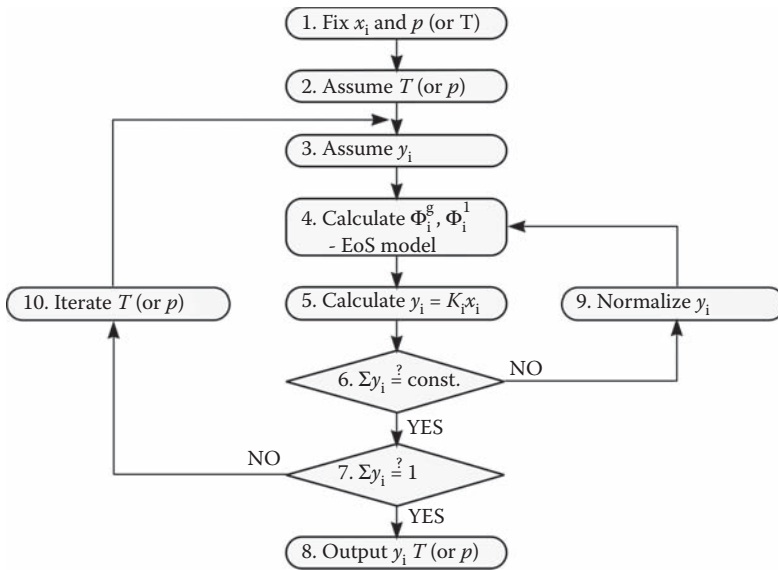 1. Fix xᵢ and p (or T)
2. Assume T (or p)
3. Assume yᵢ
4. Calculate Φᵢᵍ, Φᵢ¹
- EoS model
10. Iterate T (or p)
5. Calculate yᵢ = Kᵢxᵢ
9. Normalize yᵢ
6. Σyᵢ ≟ const.
NO
YES
NO
7. Σyᵢ ≟ 1
YES
8. Output yᵢ T (or p)